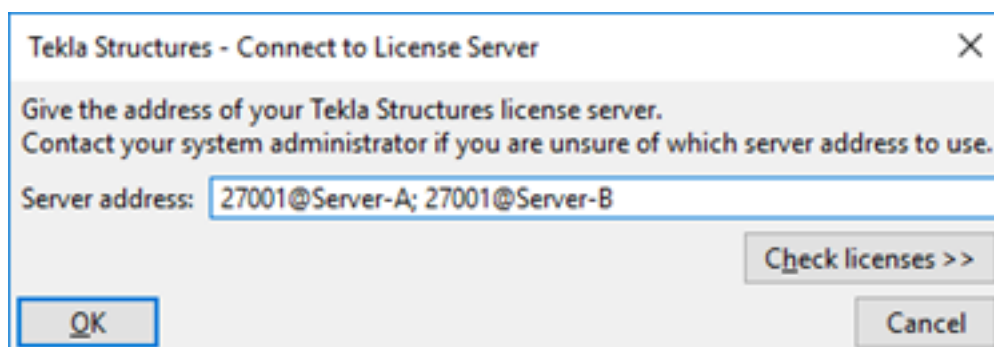 Tekla Structures - Connect to License Server
Give the address of your Tekla Structures license server.
Contact your system administrator if you are unsure of which server address to use.
Server address: 27001@Server-A; 27001@Server-B
Check licenses >>
OK Cancel